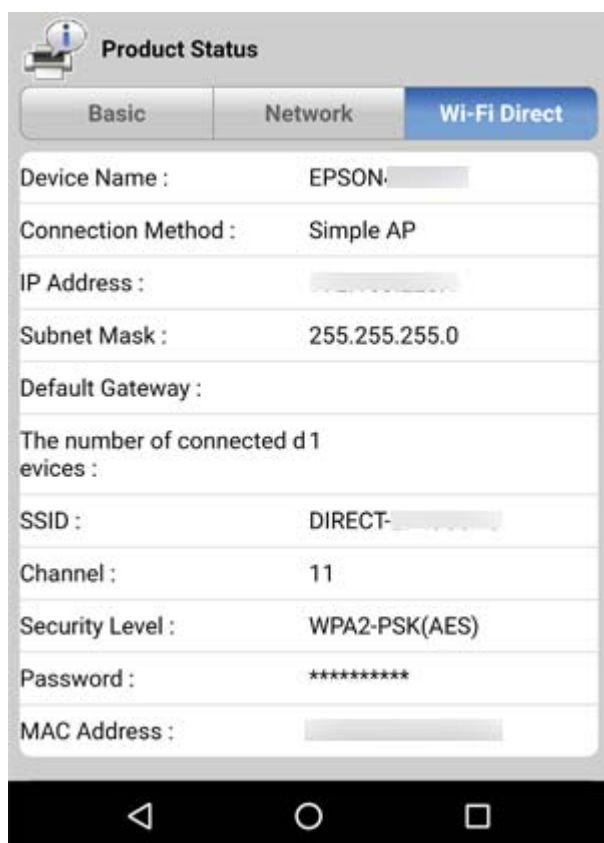 Product Status
Basic Network Wi-Fi Direct
Device Name : EPSON
Connection Method : Simple AP
IP Address :
Subnet Mask : 255.255.255.0
Default Gateway :
The number of connected d 1
evices :
SSID : DIRECT-
Channel : 11
Security Level : WPA2-PSK(AES)
Password : **********
MAC Address :